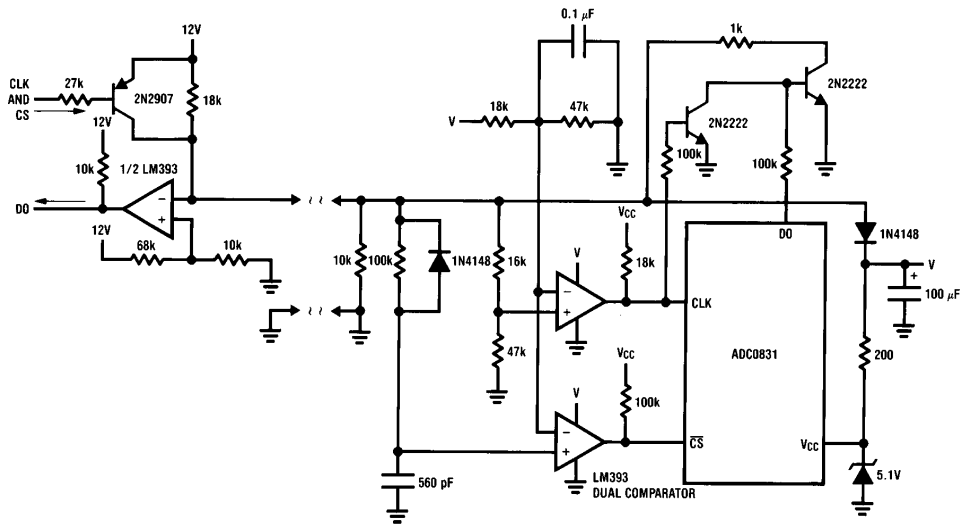 12V
0.1 µF
1k
CLK
AND
CS
27k
2N2907
18k
12V
10k
1/2 LM393
−
+
DO
12V
68k
10k
V
18k
47k
2N2222
2N2222
100k
100k
10k
100k
1N4148
16k
47k
V
−
+
VCC
18k
CLK
DO
ADC0831
1N4148
V
+
100 µF
200
V
−
+
VCC
100k
CS
VCC
5.1V
560 pF
LM393
DUAL COMPARATOR